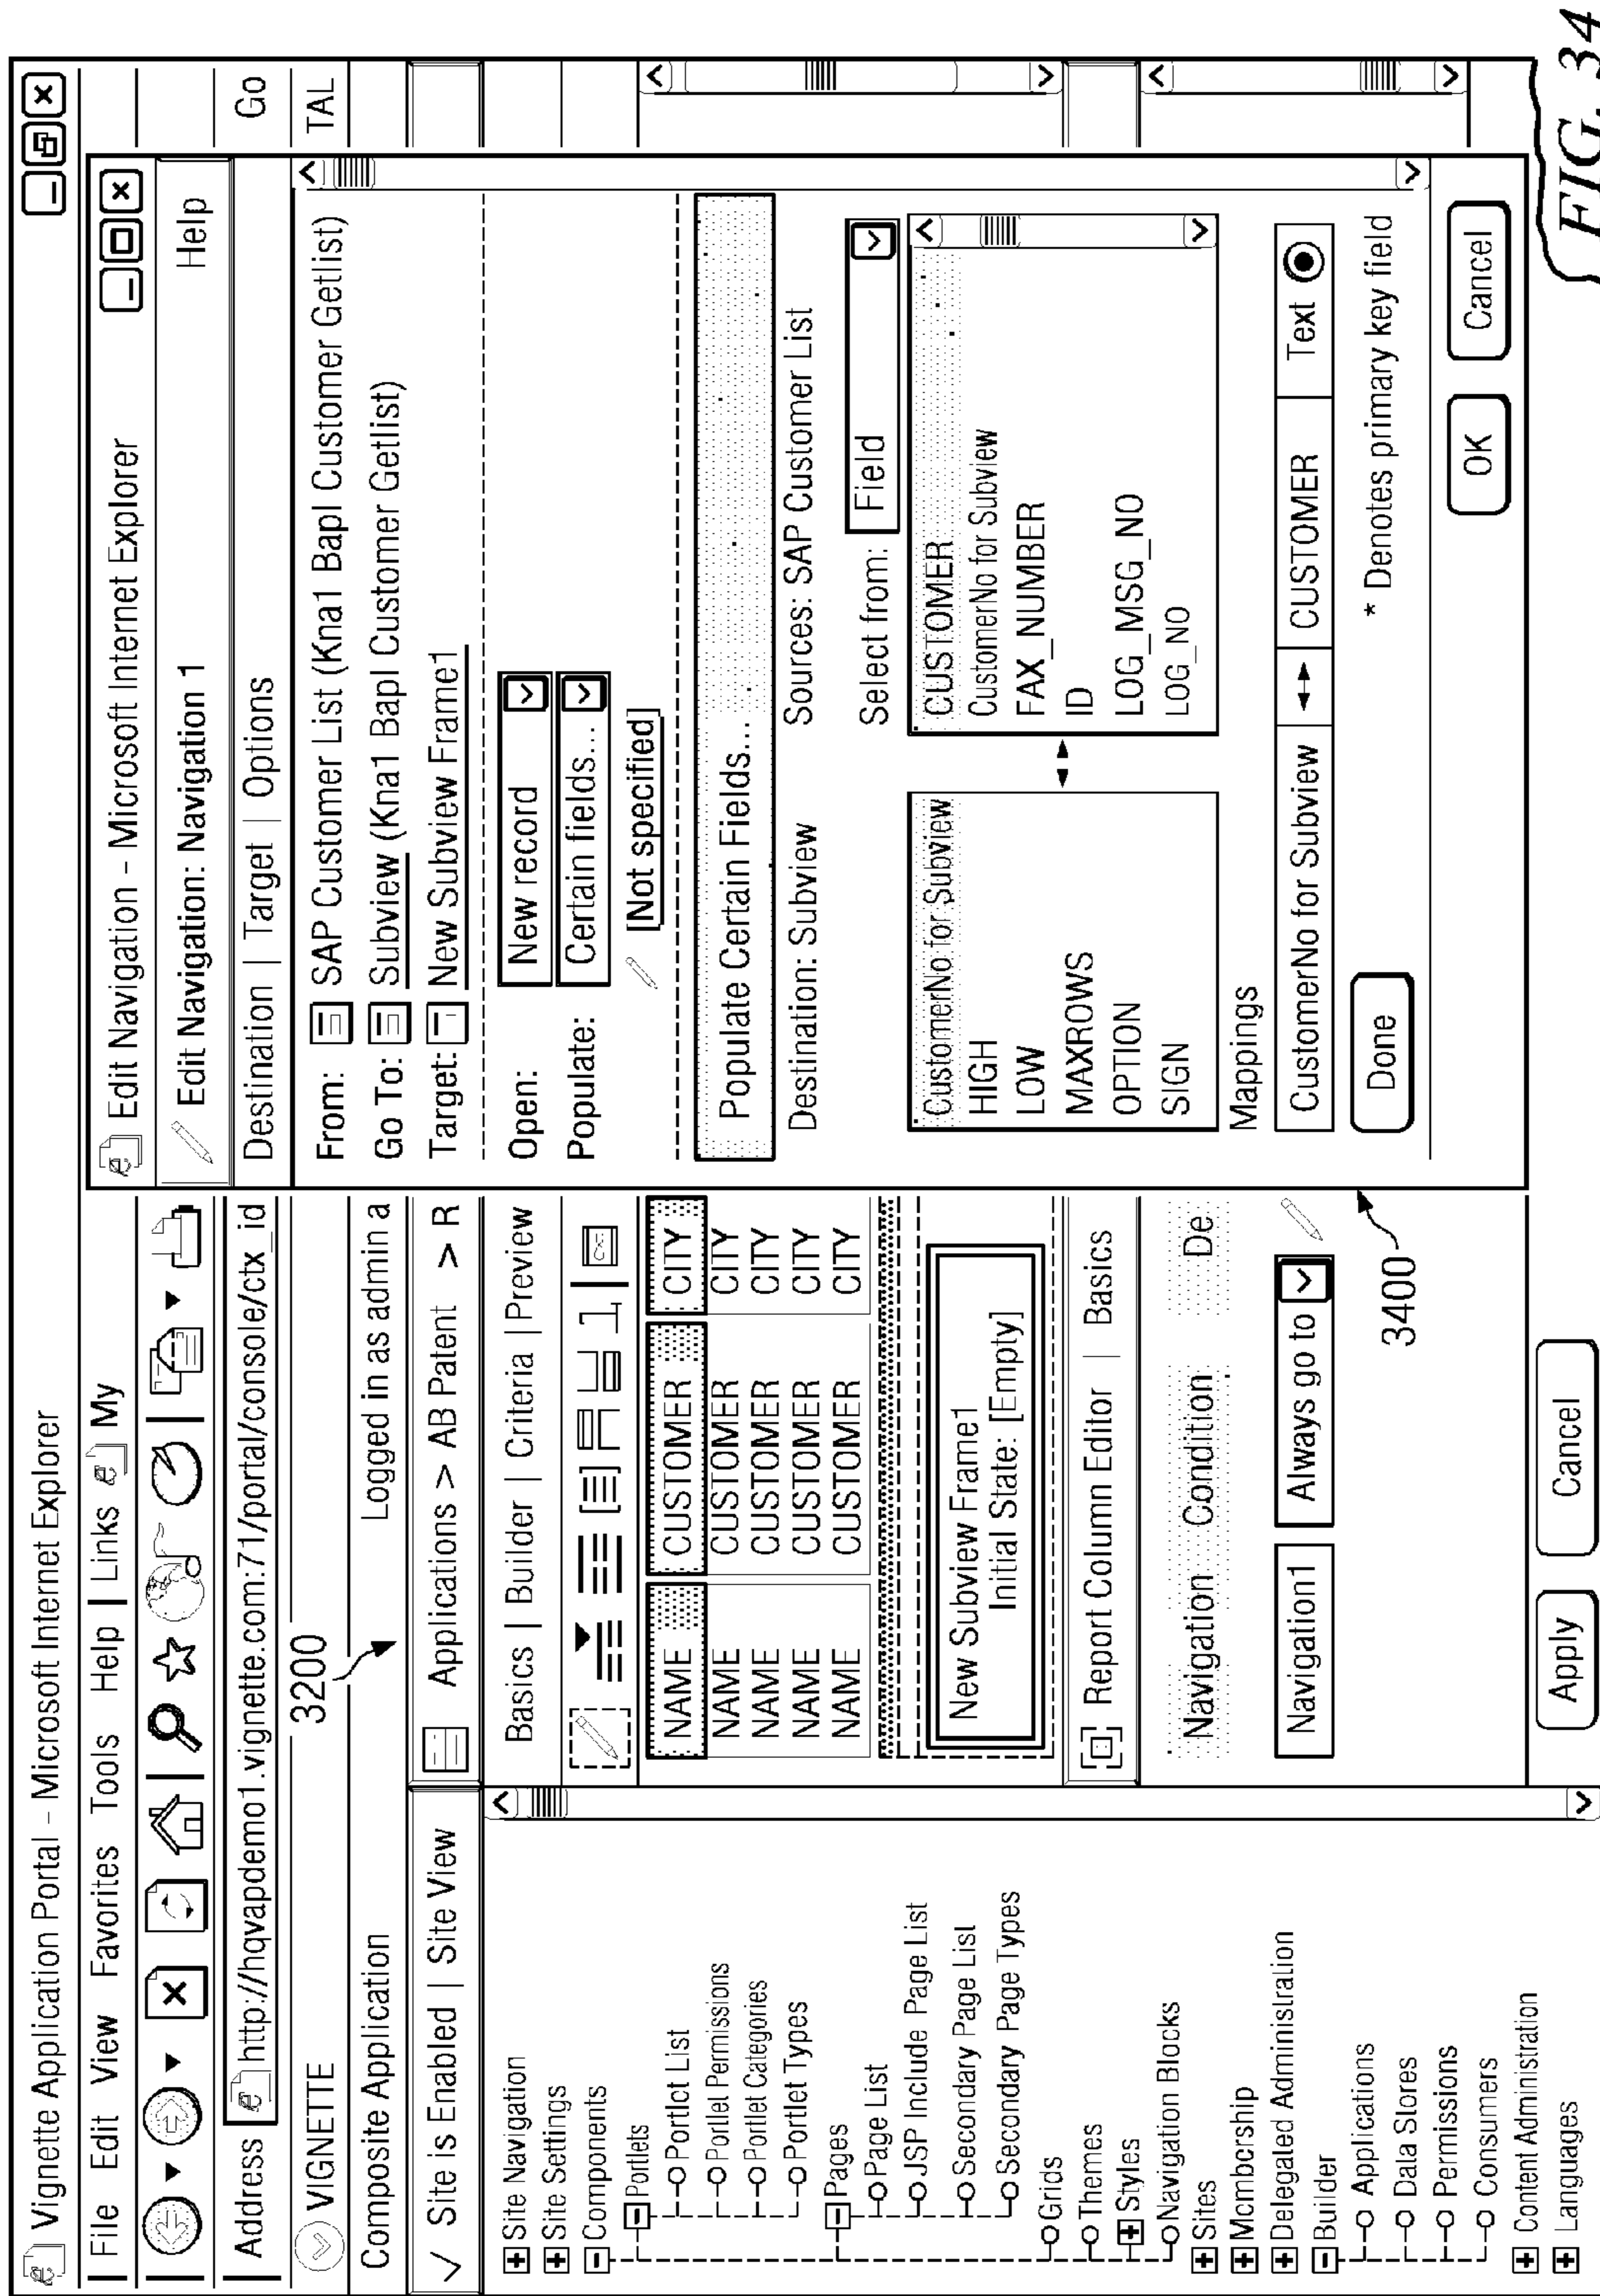 Vignette Application Portal - Microsoft Internet Explorer
File Edit View Favorites Tools Help | Links My
Address http://hqvapdemo1.vignette.com:71/portal/console/ctx_id
Go
VIGNETTE
3200
TAL
Composite Application
Logged in as admin a
✓ Site is Enabled | Site View
Applications > AB Patent > R
Basics | Builder | Criteria | Preview
Site Navigation
Site Settings
Components
Portlets
Portlet List
Portlet Permissions
Portlet Categories
Portlet Types
Pages
Page List
JSP Include Page List
Secondary Page List
Secondary Page Types
Grids
Themes
Styles
Navigation Blocks
Sites
Membership
Delegated Administration
Builder
Applications
Data Stores
Permissions
Consumers
Content Administration
Languages
NAME CUSTOMER CITY
NAME CUSTOMER CITY
NAME CUSTOMER CITY
NAME CUSTOMER CITY
NAME CUSTOMER CITY
New Subview Frame1
Initial State: [Empty]
Report Column Editor | Basics
Navigation Condition De
Navigation1 Always go to
3400
Apply Cancel
Edit Navigation - Microsoft Internet Explorer
Edit Navigation: Navigation 1 Help
Destination | Target | Options
From: SAP Customer List (Kna1 Bapl Customer Getlist)
Go To: Subview (Kna1 Bapl Customer Getlist)
Target: New Subview Frame1
Open: New record
Populate: Certain fields...
[Not specified]
Populate Certain Fields...
Destination: Subview Sources: SAP Customer List
Select from: Field
CustomerNo for Subview
HIGH
LOW
MAXROWS
OPTION
SIGN
CUSTOMER
CustomerNo for Subview
FAX_NUMBER
ID
LOG_MSG_NO
LOG_NO
Mappings
CustomerNo for Subview CUSTOMER Text
Done
* Denotes primary key field
OK Cancel
FIG. 34